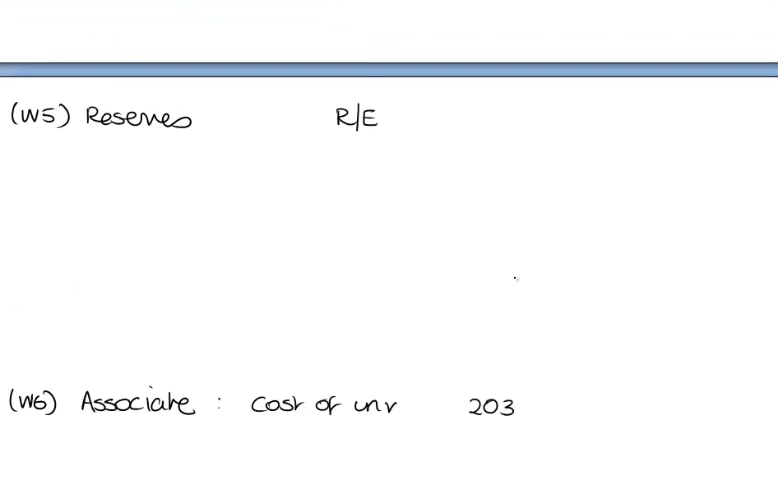 (W5) Reserves R/E
(W6) Associate : Cost of inv 203